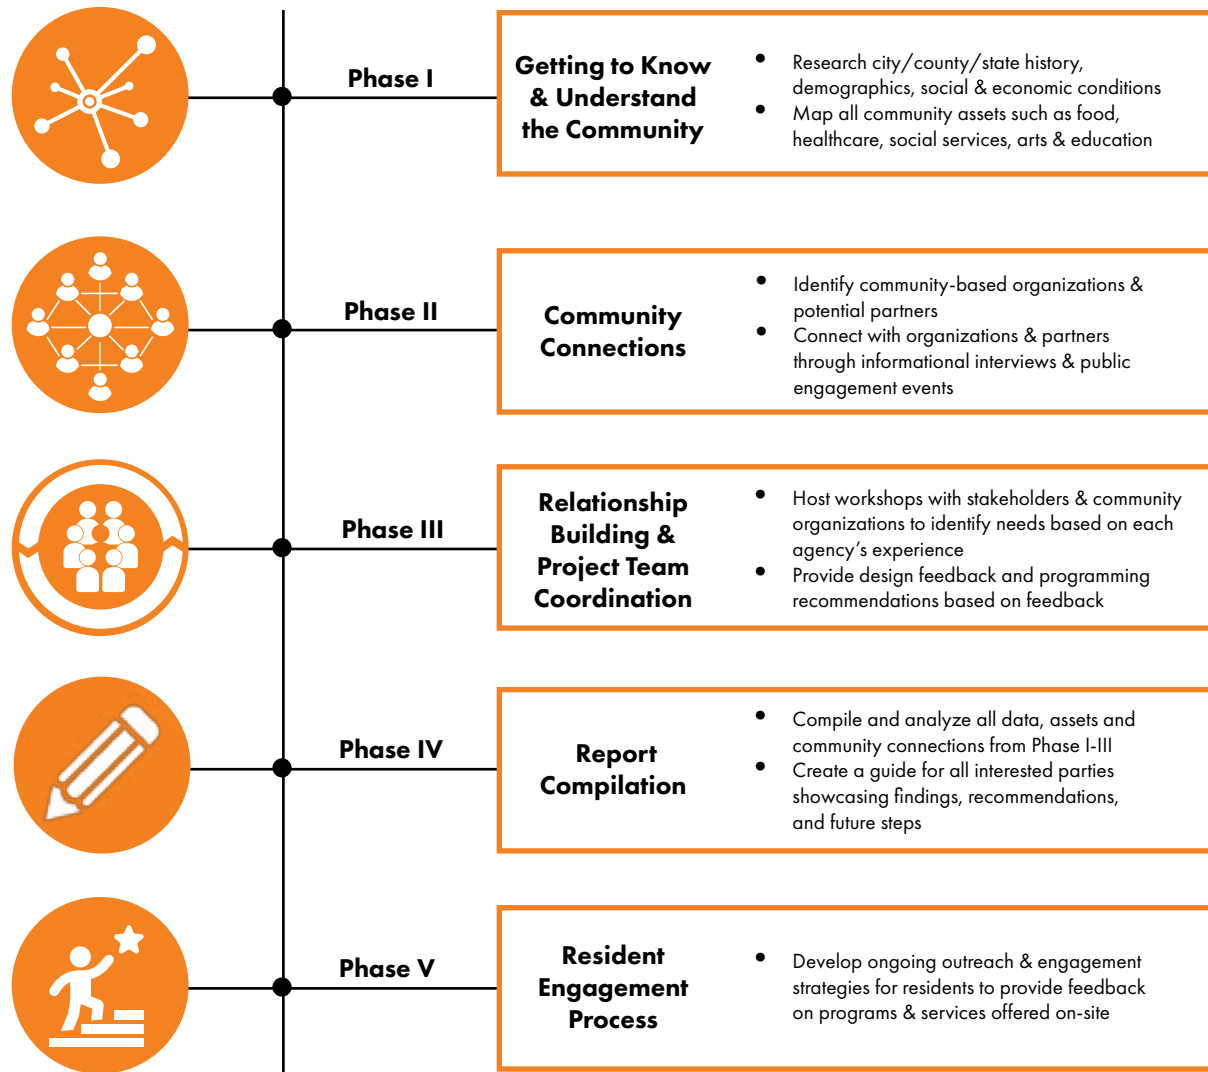 Phase I
Getting to Know
& Understand
the Community
• Research city/county/state history,
demographics, social & economic conditions
• Map all community assets such as food,
healthcare, social services, arts & education
Phase II
Community
Connections
• Identify community-based organizations &
potential partners
• Connect with organizations & partners
through informational interviews & public
engagement events
Phase III
Relationship
Building &
Project Team
Coordination
• Host workshops with stakeholders & community
organizations to identify needs based on each
agency’s experience
• Provide design feedback and programming
recommendations based on feedback
Phase IV
Report
Compilation
• Compile and analyze all data, assets and
community connections from Phase I-III
• Create a guide for all interested parties
showcasing findings, recommendations,
and future steps
Phase V
Resident
Engagement
Process
• Develop ongoing outreach & engagement
strategies for residents to provide feedback
on programs & services offered on-site